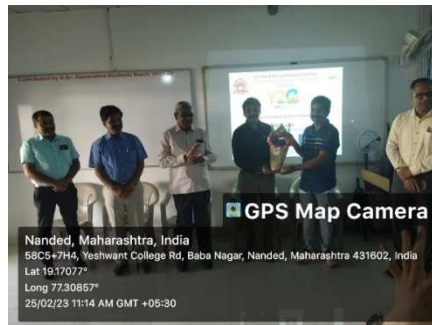 Y20
GPS Map Camera
Nanded, Maharashtra, India
58C5+7H4, Yeshwant College Rd, Baba Nagar, Nanded, Maharashtra 431602, India
Lat 19.17077°
Long 77.30857°
25/02/23 11:14 AM GMT +05:30